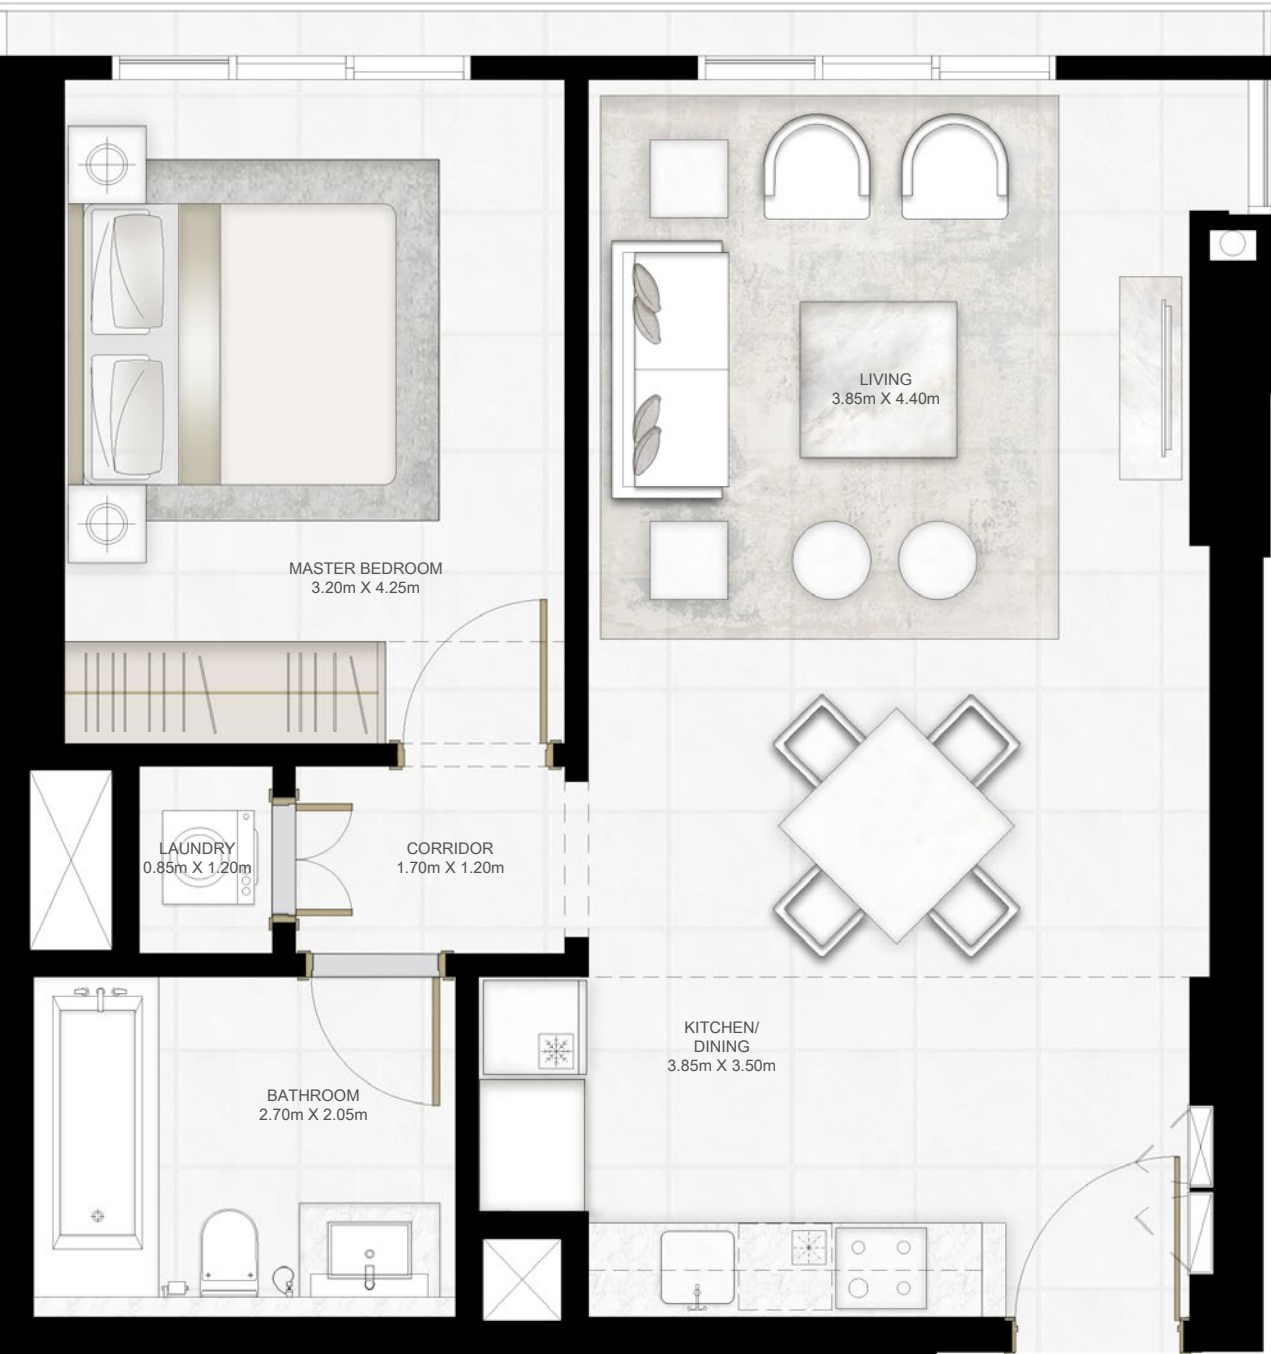 LIVING
3.85m X 4.40m
MASTER BEDROOM
3.20m X 4.25m
LAUNDRY
0.85m X 1.20m
CORRIDOR
1.70m X 1.20m
KITCHEN/
DINING
3.85m X 3.50m
BATHROOM
2.70m X 2.05m